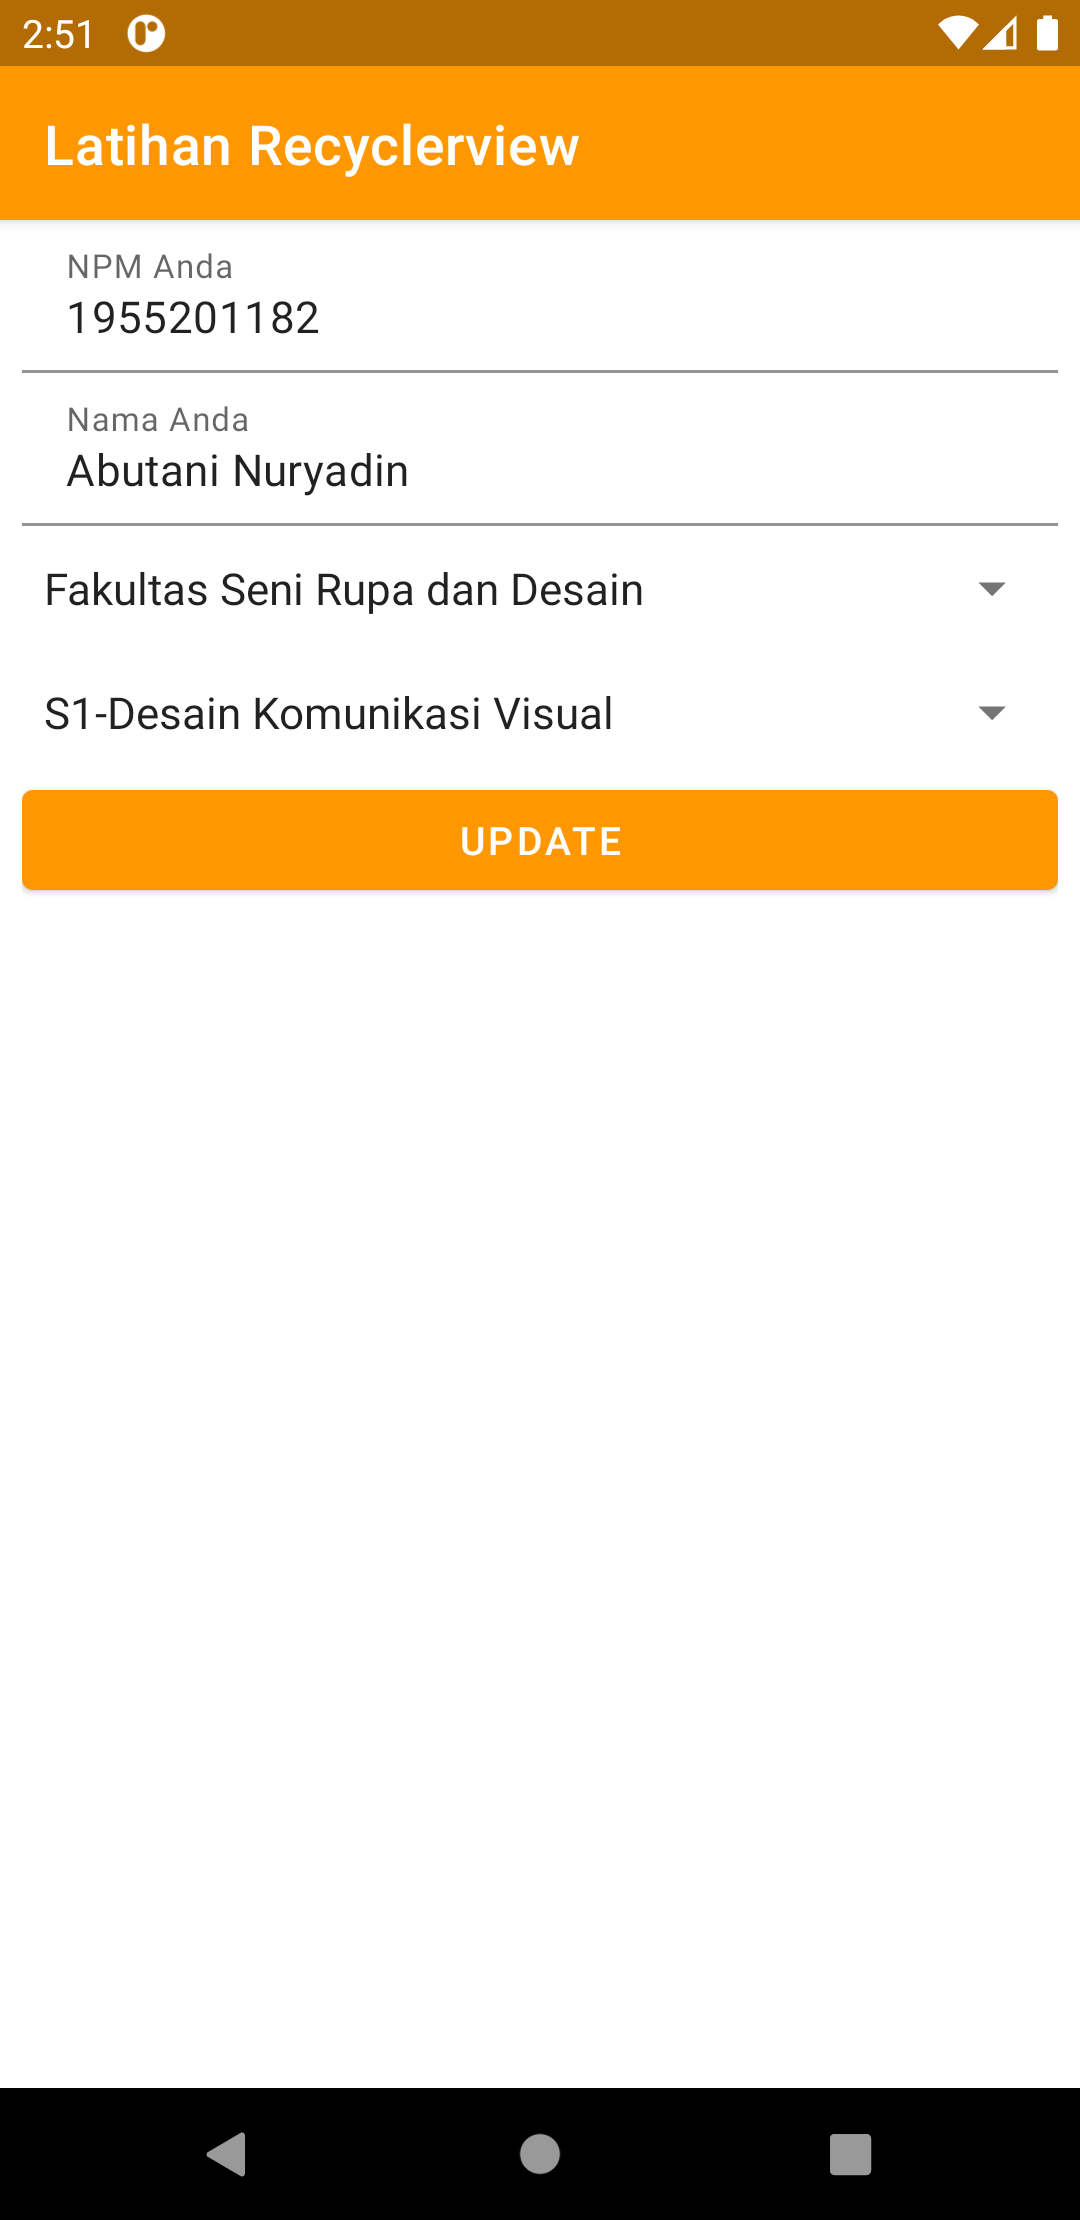 2:51
Latihan Recyclerview
NPM Anda
1955201182
Nama Anda
Abutani Nuryadin
Fakultas Seni Rupa dan Desain
S1-Desain Komunikasi Visual
UPDATE